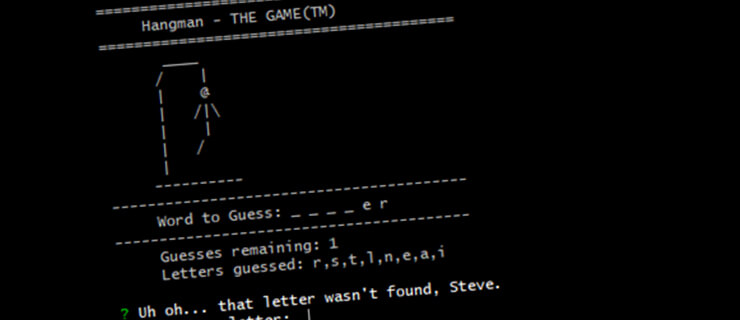 Hangman - THE GAME(TM)
Word to Guess: _ _ _ _ e r
Guesses remaining: 1
Letters guessed: r,s,t,l,n,e,a,i
? Uh oh... that letter wasn't found, Steve.
letter: